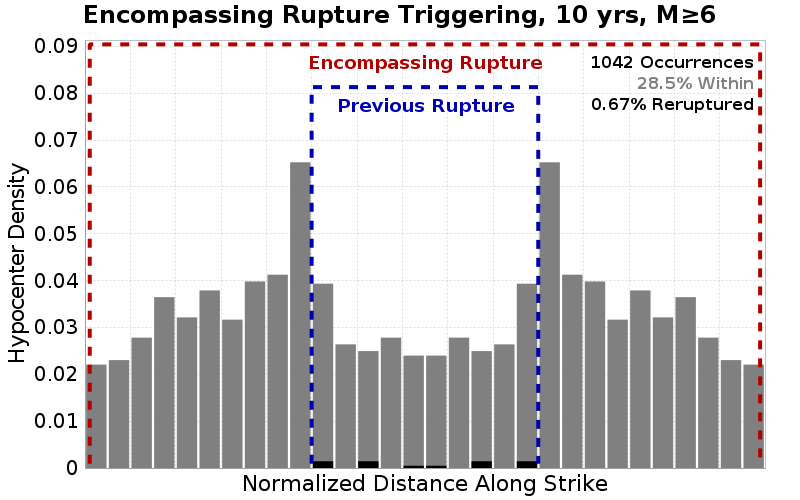 Encompassing Rupture Triggering, 10 yrs, M≥6
0.09
0.08
0.07
0.06
0.05
0.04
0.03
0.02
0.01
0
Hypocenter Density
Encompassing Rupture
Previous Rupture
1042 Occurrences
28.5% Within
0.67% Reruptured
Normalized Distance Along Strike